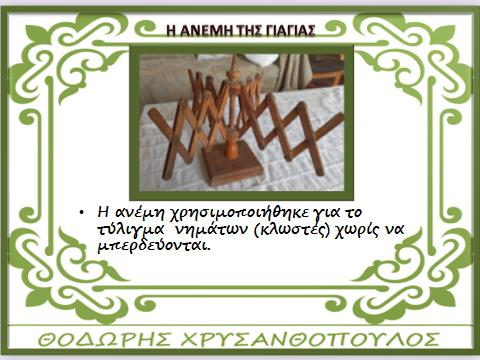 Η ΑΝΕΜΗ ΤΗΣ ΓΙΑΓΙΑΣ
• Η ανέμη χρησιμοποιήθηκε για το
τύλιγμα νημάτων (κλωστές) χωρίς να
μπερδεύονται.
ΘΟΔΩΡΗΣ ΧΡΥΣΑΝΘΟΠΟΥΛΟΣ